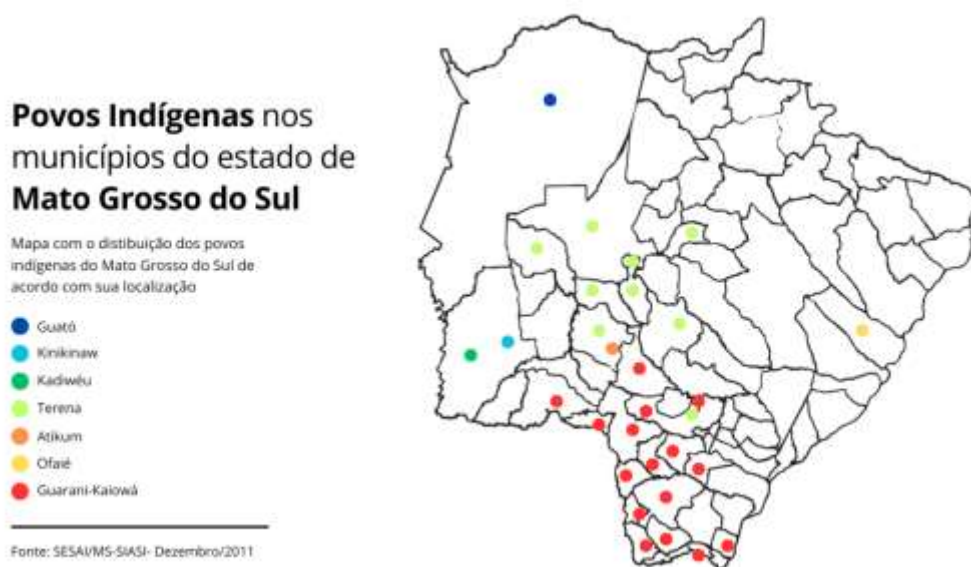 Povos Indígenas nos
municípios do estado de
Mato Grosso do Sul
Mapa com o distibuição dos povos
indígenas do Mato Grosso do Sul de
acordo com sua localização
Guató
Kinikinaw
Kadiwéu
Terena
Atikum
Ofaié
Guarani-Kaiowá
Fonte: SESAI/MS-SIASI- Dezembro/2011